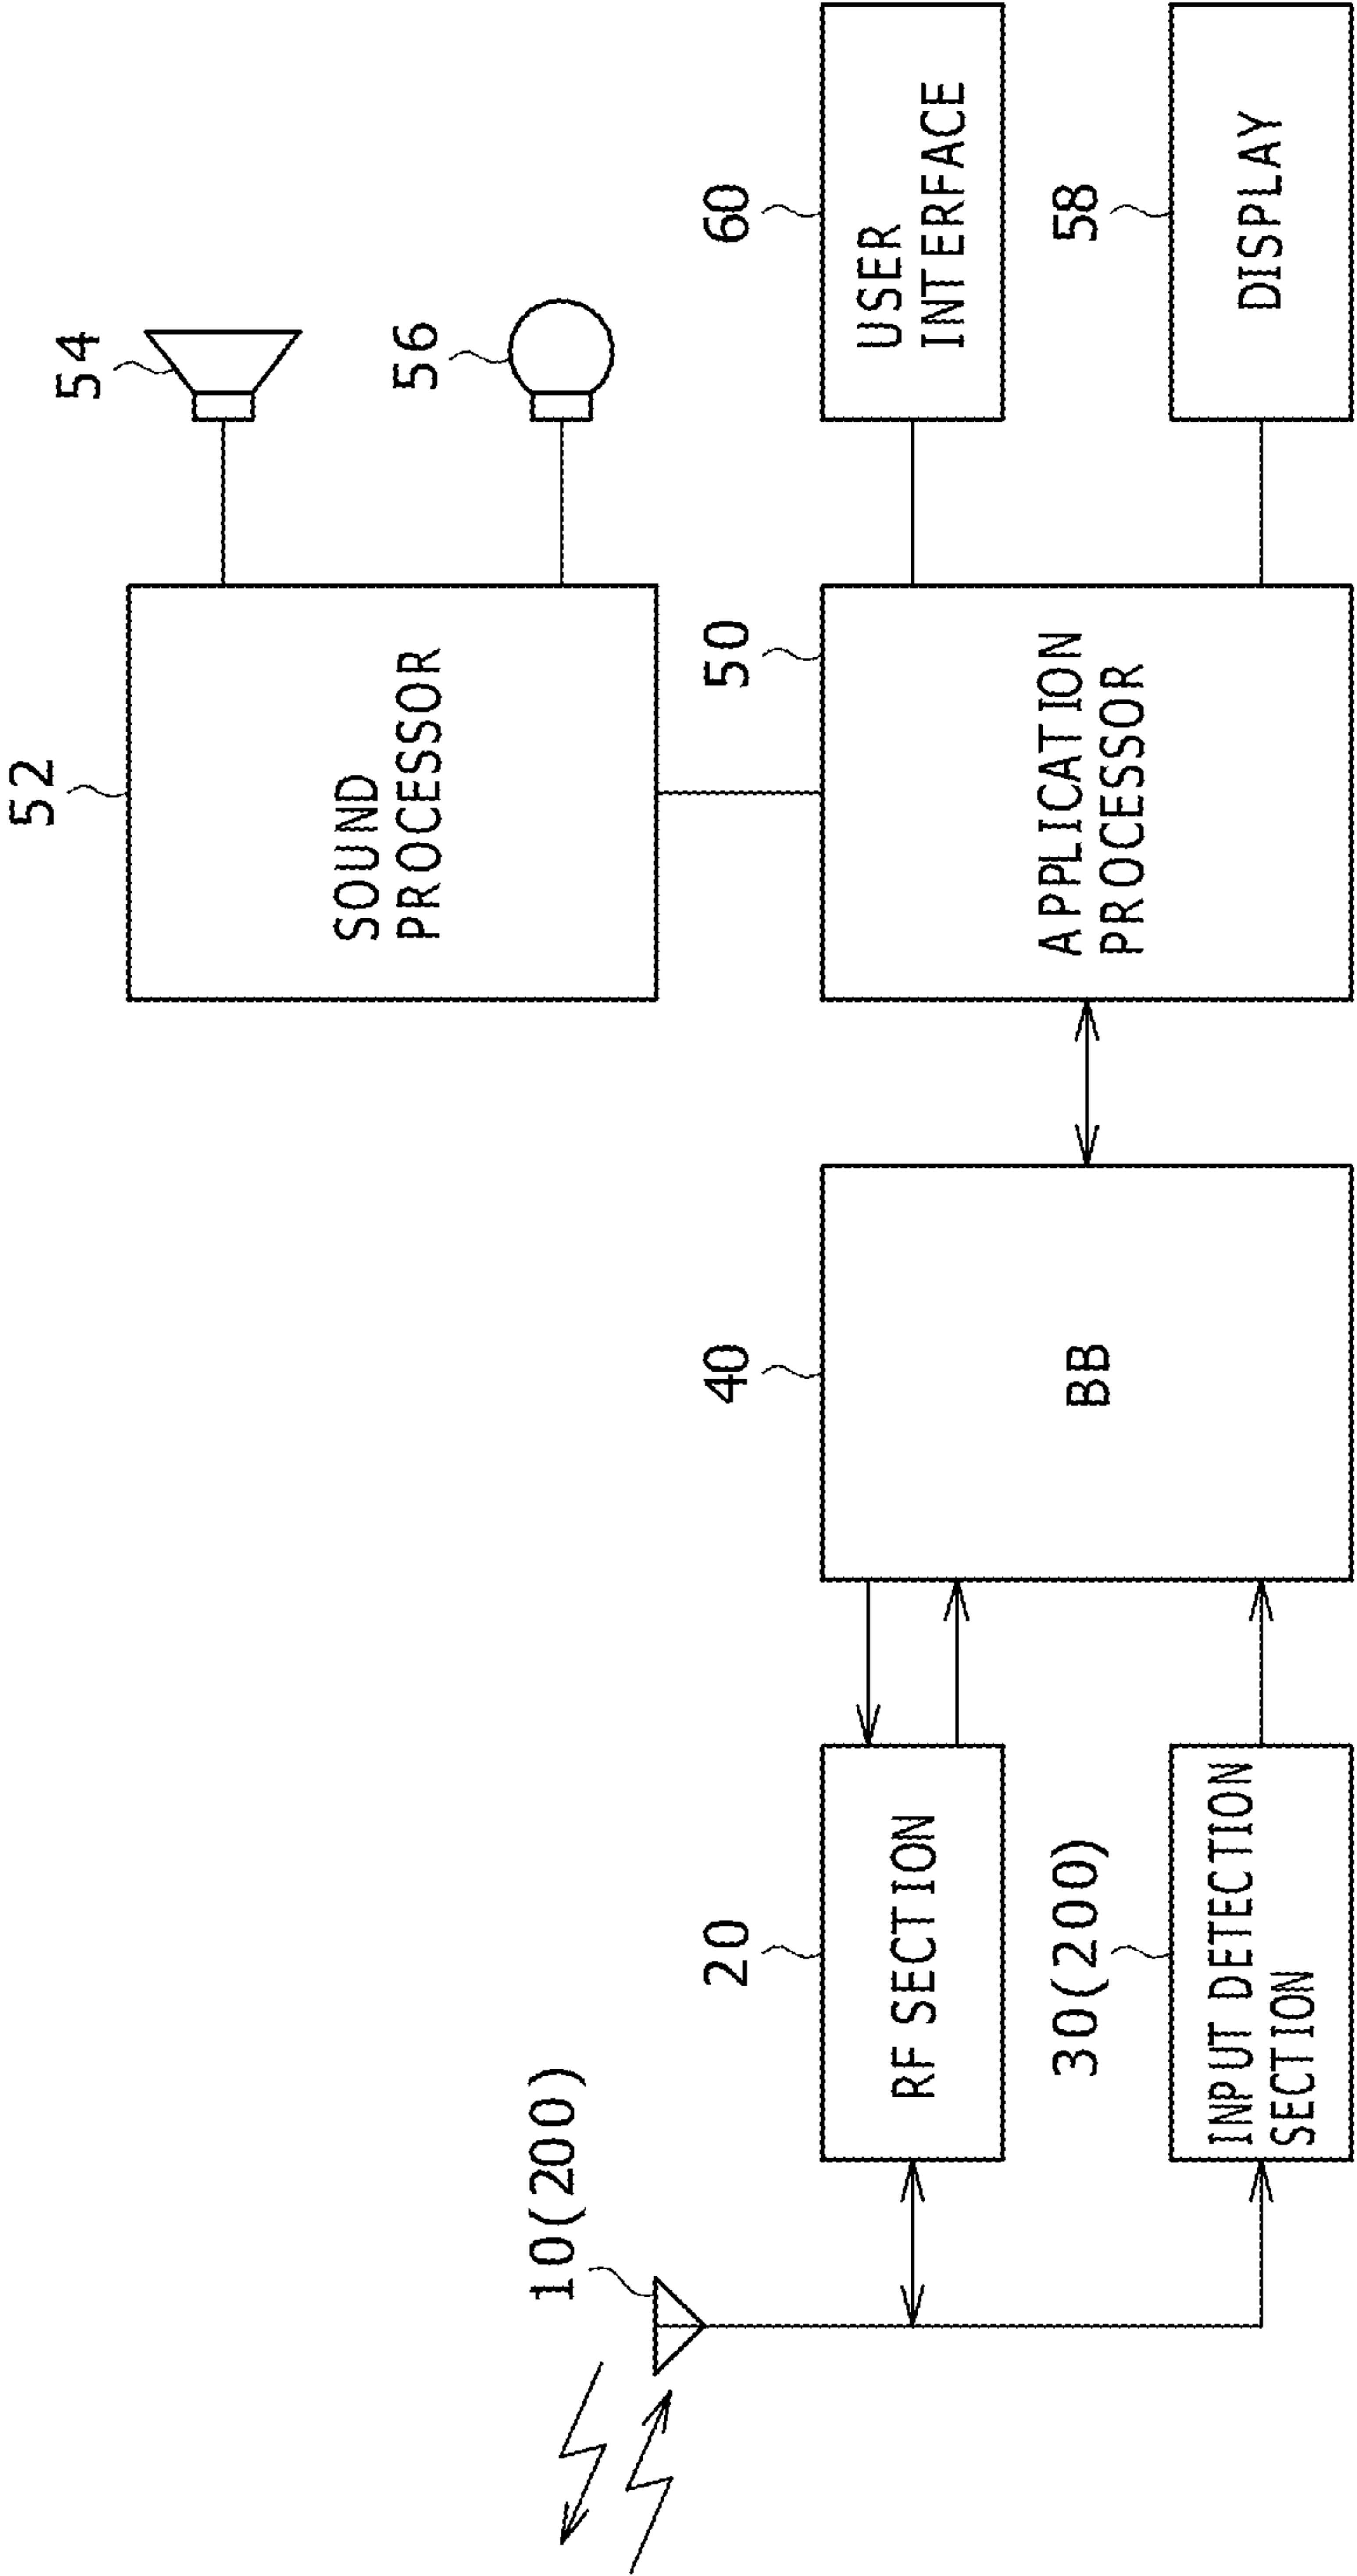 52
54
SOUND
PROCESSOR
56
10(200)
20
40
50
60
RF SECTION
BB
APPLICATION
PROCESSOR
USER
INTERFACE
30(200)
58
INPUT DETECTION
SECTION
DISPLAY